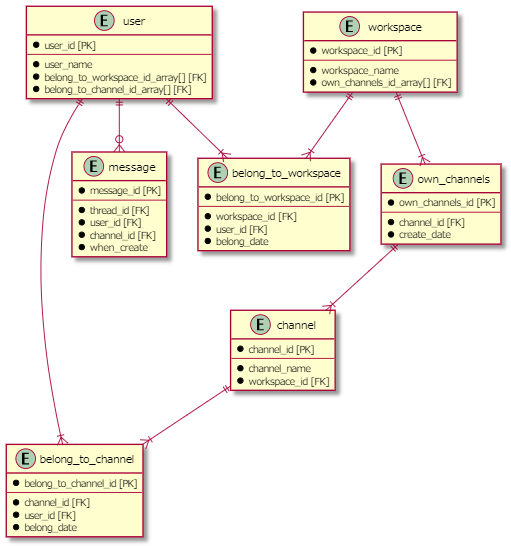 E user
user_id [PK]
user_name
belong_to_workspace_id_array[] [FK]
belong_to_channel_id_array[] [FK]
E workspace
workspace_id [PK]
workspace_name
own_channels_id_array[] [FK]
E message
message_id [PK]
thread_id [FK]
user_id [FK]
channel_id [FK]
when_create
E belong_to_workspace
belong_to_workspace_id [PK]
workspace_id [FK]
user_id [FK]
belong_date
E own_channels
own_channels_id [PK]
channel_id [FK]
create_date
E channel
channel_id [PK]
channel_name
workspace_id [FK]
E belong_to_channel
belong_to_channel_id [PK]
channel_id [FK]
user_id [FK]
belong_date